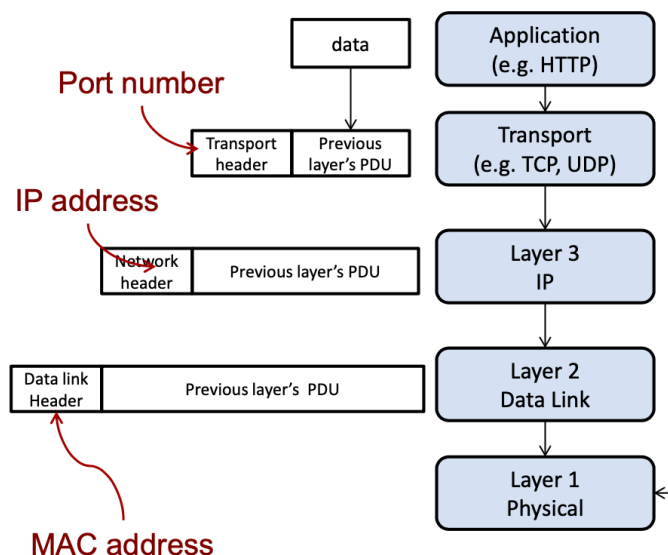 data
Application
(e.g. HTTP)
Port number
Transport
header
Previous
layer's PDU
Transport
(e.g. TCP, UDP)
IP address
Network
header
Previous layer's PDU
Layer 3
IP
Data link
Header
Previous layer's  PDU
Layer 2
Data Link
Layer 1
Physical
MAC address